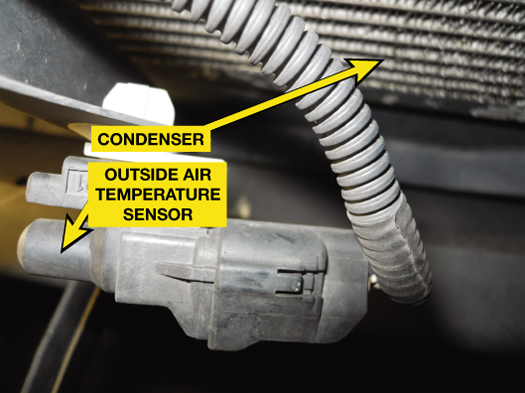 CONDENSER
OUTSIDE AIR
TEMPERATURE
SENSOR